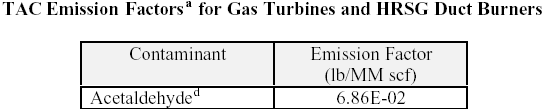 TAC Emission Factorsᵃ for Gas Turbines and HRSG Duct Burners
Contaminant Emission Factor
(lb/MM scf)
Acetaldehydeᵈ 6.86E-02